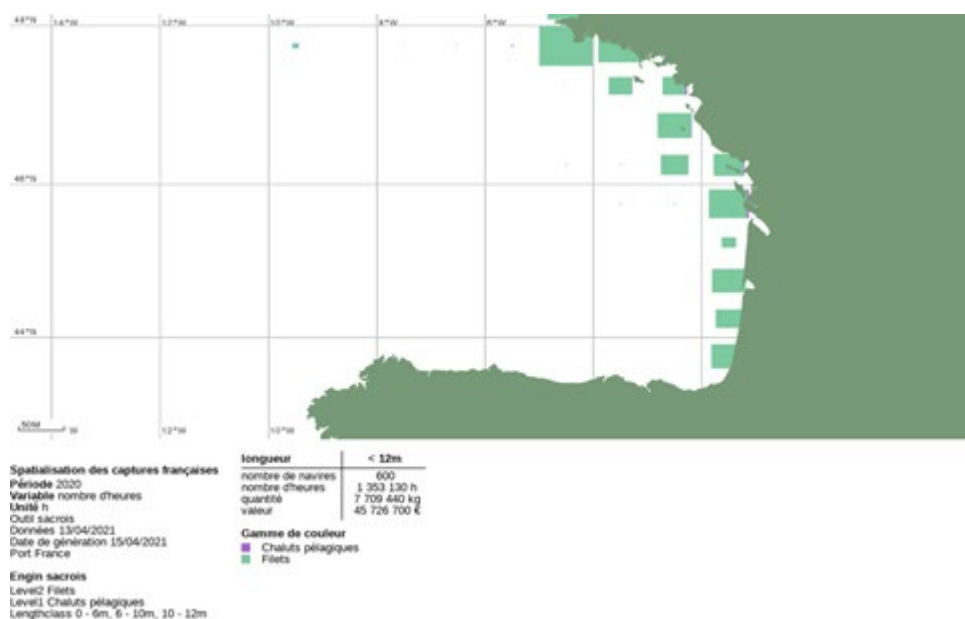 48°N 14°W 12°W 10°W 8°W 6°W
46°N
44°N
50M W 12°W 10°W
Spatialisation des captures françaises
Période 2020
Variable nombre d'heures
Unité h
Outil sacrois
Données 13/04/2021
Date de génération 15/04/2021
Port France
Engin sacrois
Level2 Filets
Level1 Chaluts pélagiques
Lengthclass 0 - 6m, 6 - 10m, 10 - 12m
longueur < 12m
nombre de navires 600
nombre d'heures 1 353 130 h
quantité 7 709 440 kg
valeur 45 726 700 €
Gamme de couleur
Chaluts pélagiques
Filets